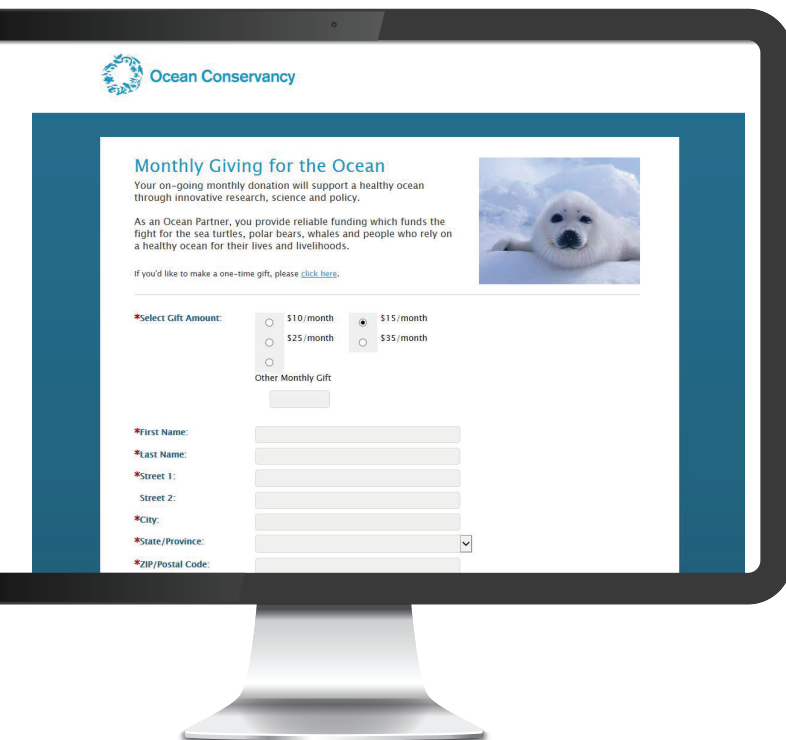 Ocean Conservancy
Monthly Giving for the Ocean
Your on-going monthly donation will support a healthy ocean
through innovative research, science and policy.
As an Ocean Partner, you provide reliable funding which funds the
fight for the sea turtles, polar bears, whales and people who rely on
a healthy ocean for their lives and livelihoods.
If you'd like to make a one-time gift, please click here.
*Select Gift Amount:
$10/month $15/month
$25/month $35/month
Other Monthly Gift
*First Name:
*Last Name:
*Street 1:
Street 2:
*City:
*State/Province:
*ZIP/Postal Code: